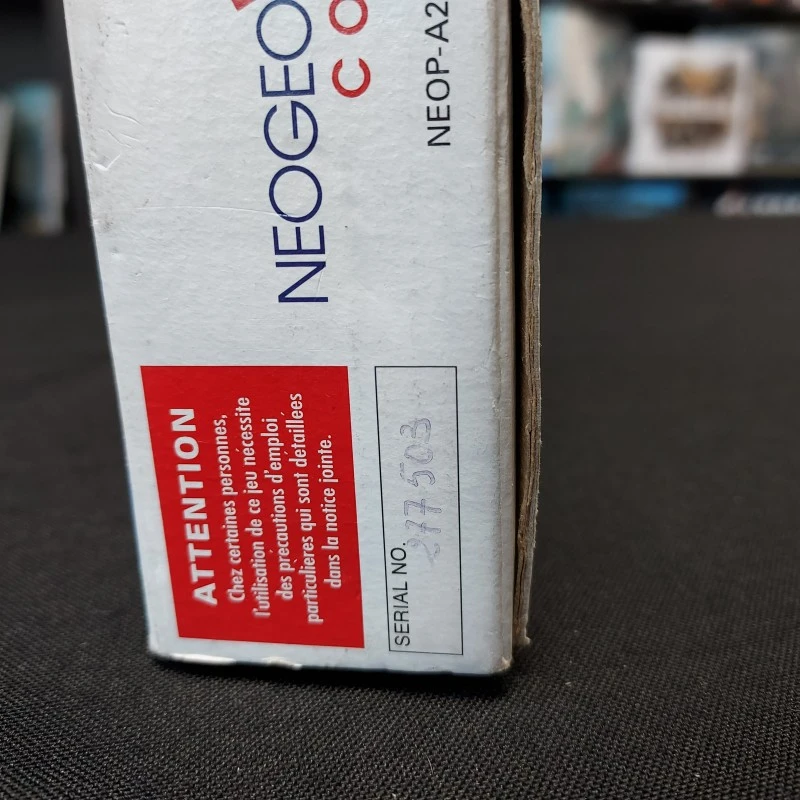 NEOGEO
CO
NEOP-A2
ATTENTION
Chez certaines personnes,
l'utilisation de ce jeu nécessite
des précautions d'emploi
particulières qui sont détaillées
dans la notice jointe.
SERIAL NO. 277503